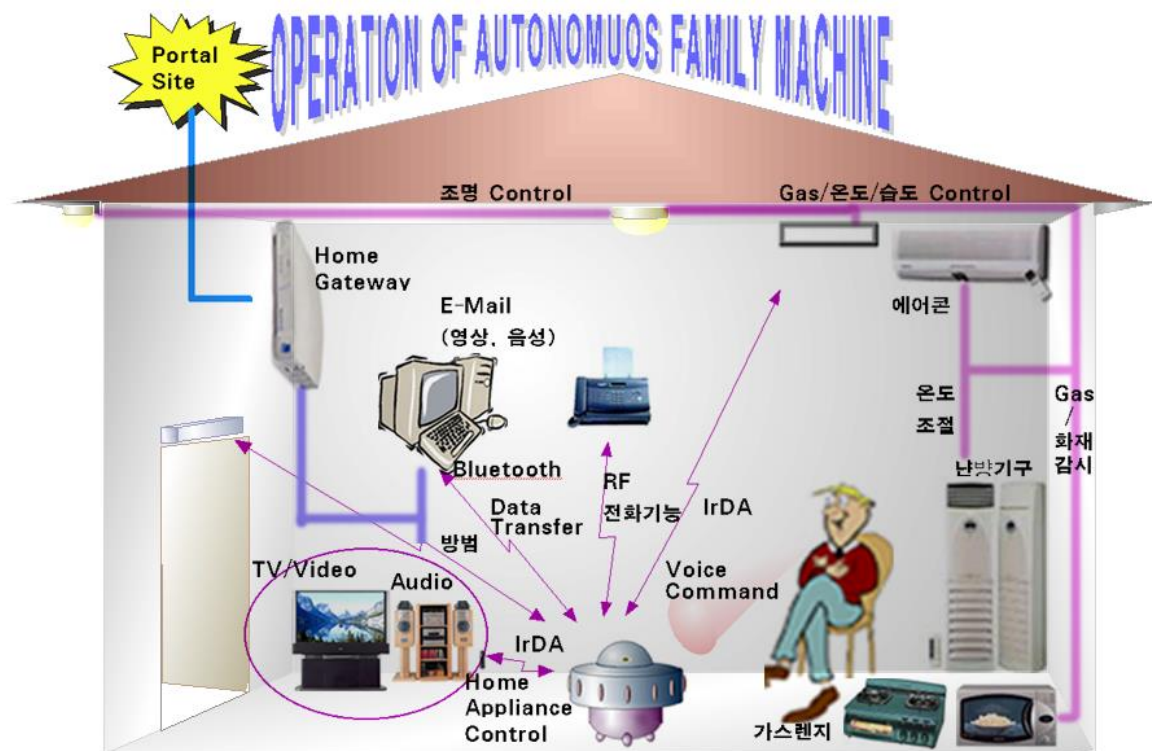 OPERATION OF AUTONOMUOS FAMILY MACHINE
Portal
Site
조명 Control
Gas/온도/습도 Control
Home
Gateway
E-Mail
(영상, 음성)
에어콘
온도
조절
Gas
/
화재
감시
Bluetooth
RF
전화기능
IrDA
Data
Transfer
방범
TV/Video
Audio
Voice
Command
IrDA
Home
Appliance
Control
가스렌지